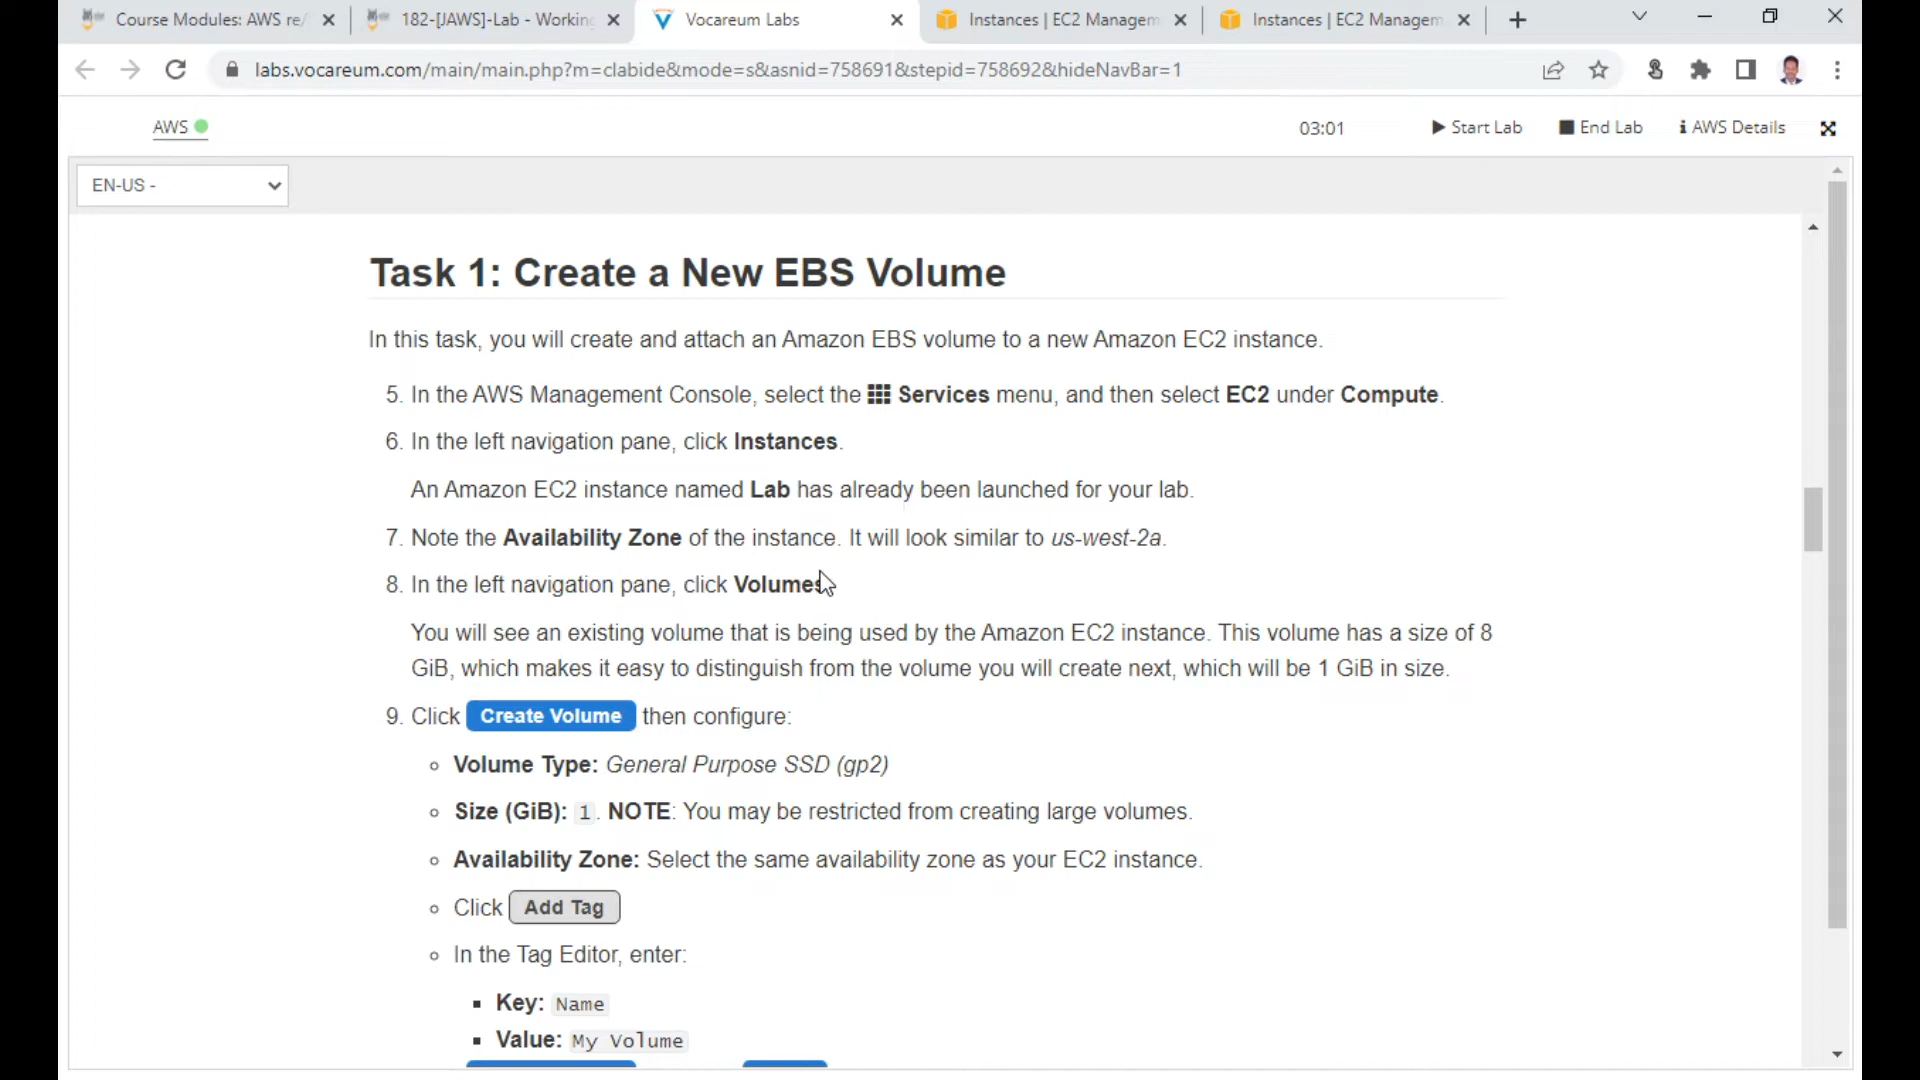 Course Modules: AWS re/
182-[JAWS]-Lab - Working
Vocareum Labs
Instances | EC2 Managem
Instances | EC2 Managem
labs.vocareum.com/main/main.php?m=clabide&mode=s&asnid=758691&stepid=758692&hideNavBar=1
AWS
03:01
Start Lab
End Lab
AWS Details
EN-US -
Task 1: Create a New EBS Volume
In this task, you will create and attach an Amazon EBS volume to a new Amazon EC2 instance.
5. In the AWS Management Console, select the Services menu, and then select EC2 under Compute.
6. In the left navigation pane, click Instances.
An Amazon EC2 instance named Lab has already been launched for your lab.
7. Note the Availability Zone of the instance. It will look similar to us-west-2a.
8. In the left navigation pane, click Volumes
You will see an existing volume that is being used by the Amazon EC2 instance. This volume has a size of 8
GiB, which makes it easy to distinguish from the volume you will create next, which will be 1 GiB in size.
9. Click Create Volume then configure:
Volume Type: General Purpose SSD (gp2)
Size (GiB): 1. NOTE: You may be restricted from creating large volumes.
Availability Zone: Select the same availability zone as your EC2 instance.
Click Add Tag
In the Tag Editor, enter:
Key: Name
Value: My Volume